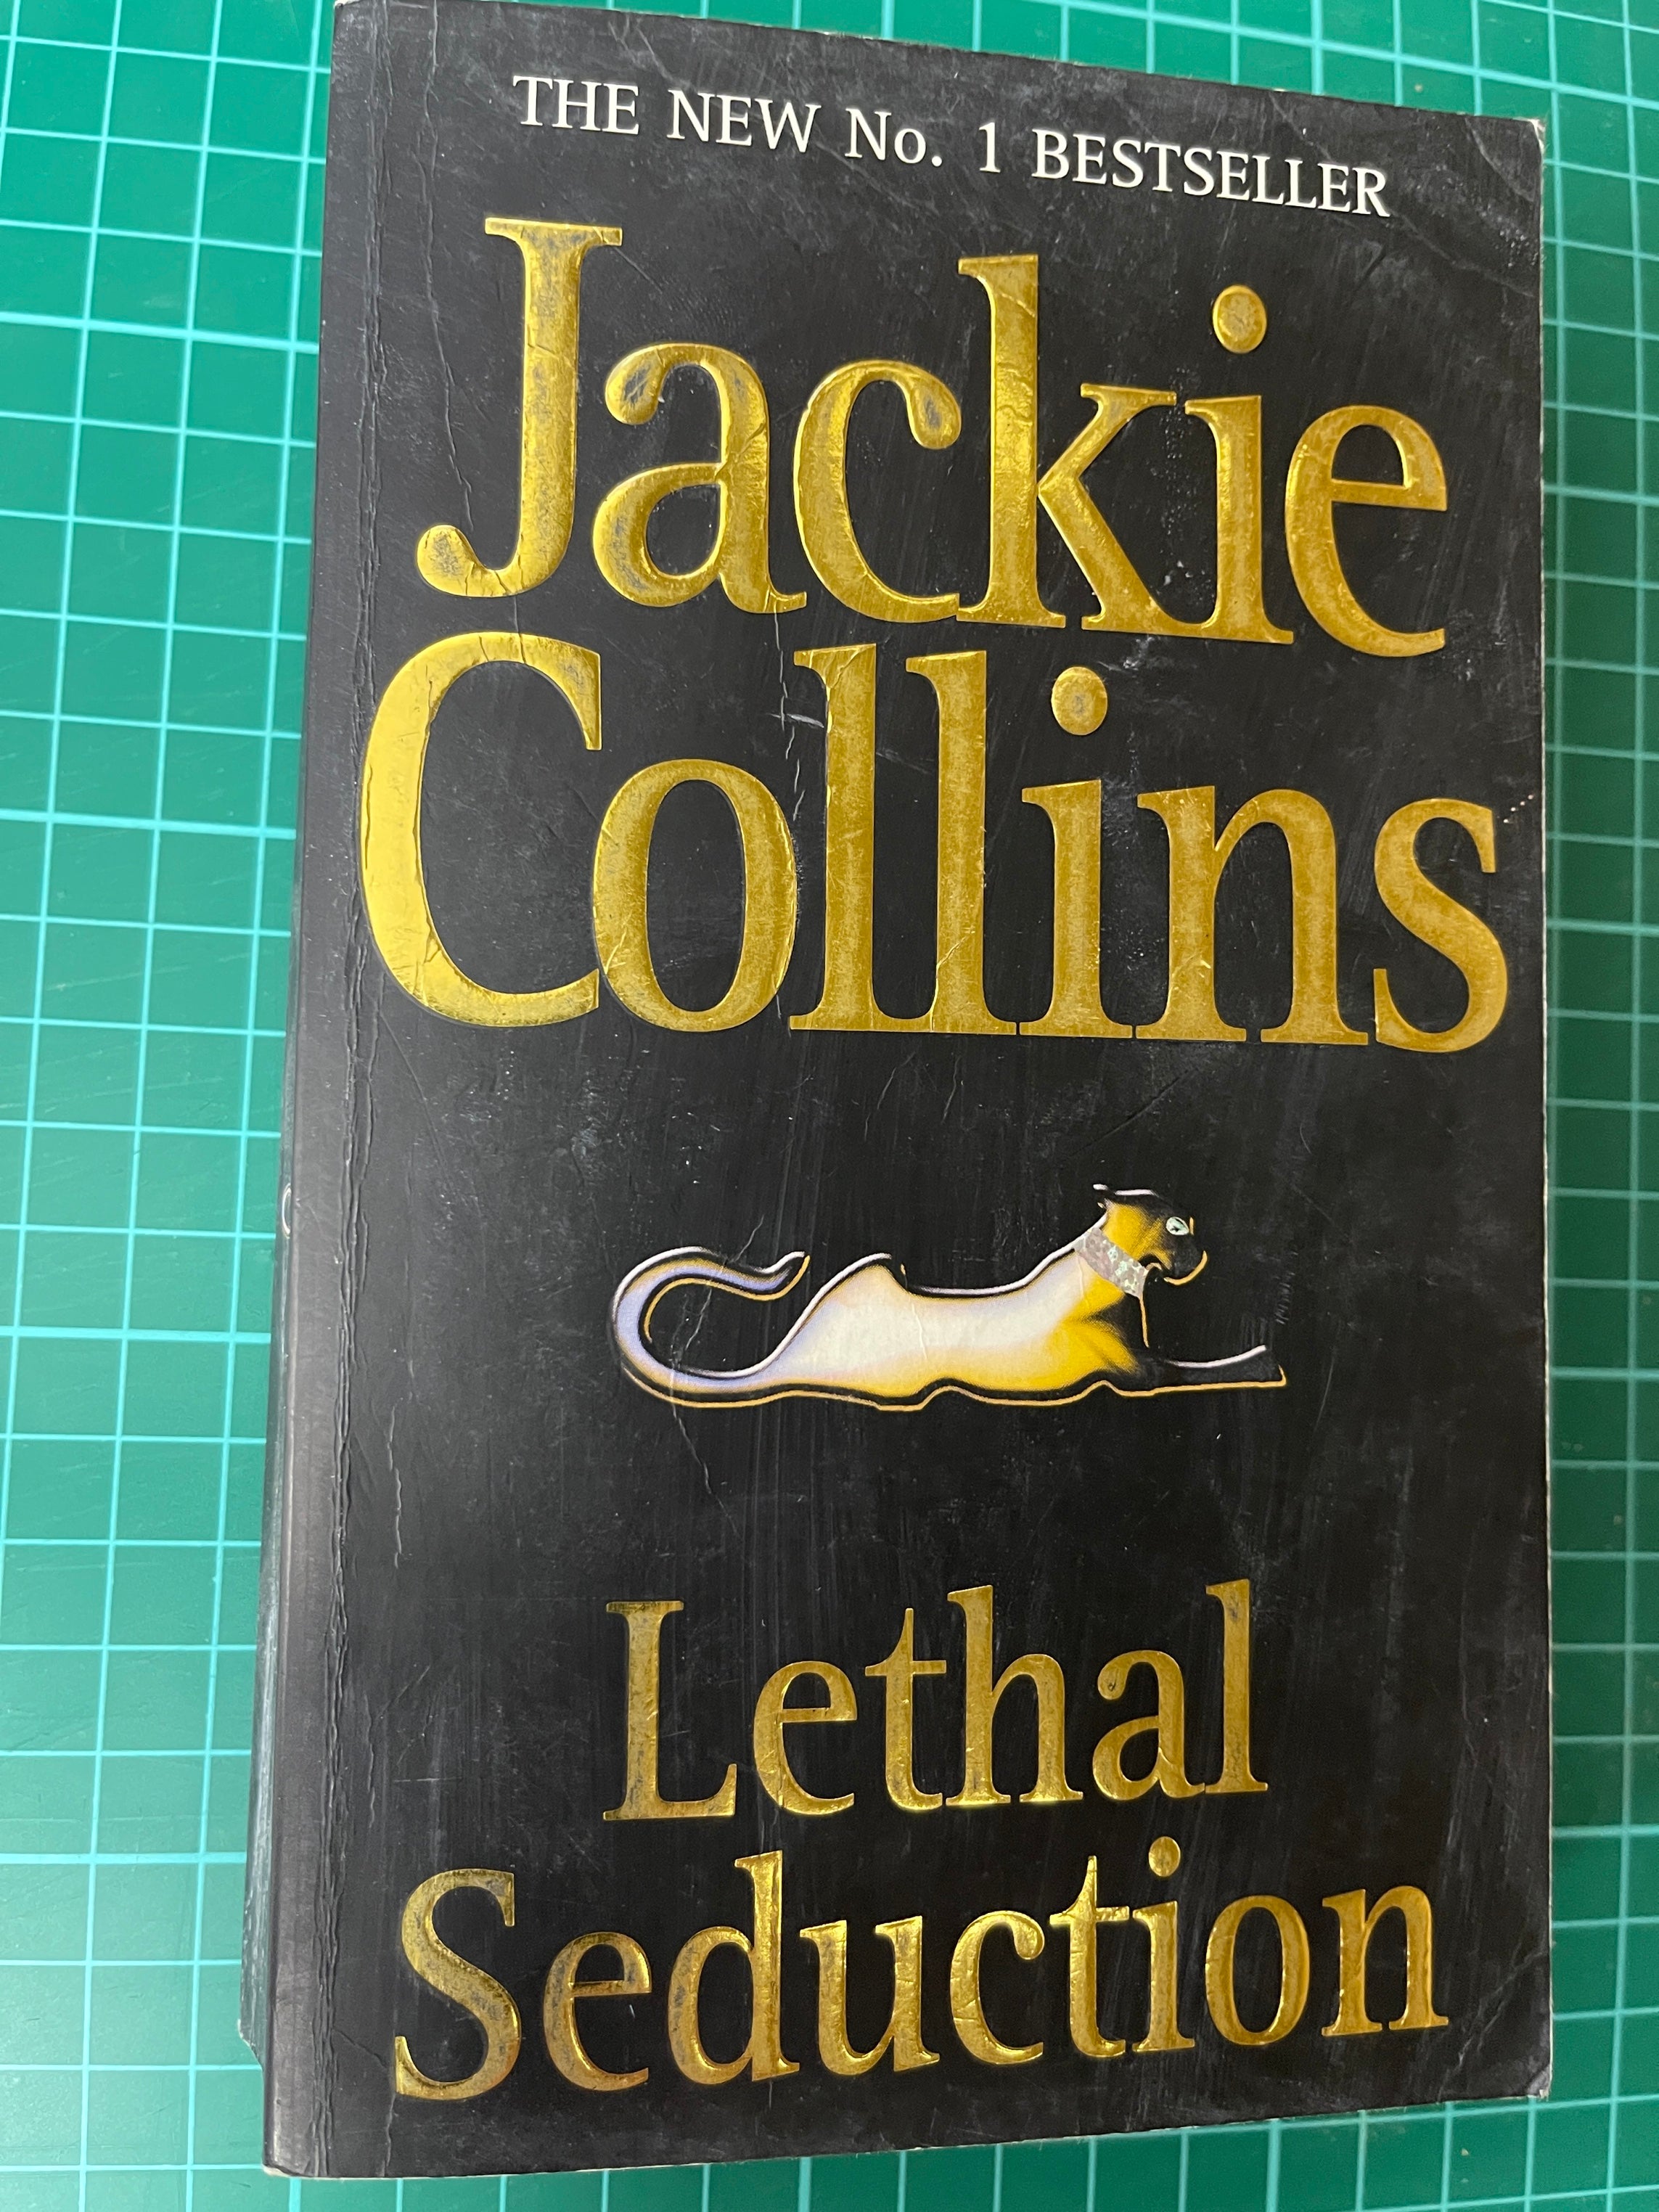 THE NEW No. 1 BESTSELLER
Jackie
Collins
Lethal
Seduction